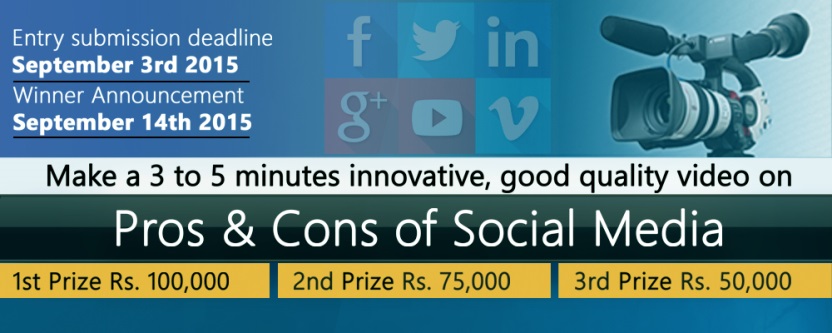 Entry submission deadline
September 3rd 2015
Winner Announcement
September 14th 2015
Make a 3 to 5 minutes innovative, good quality video on
Pros & Cons of Social Media
1st Prize Rs. 100,000
2nd Prize Rs. 75,000
3rd Prize Rs. 50,000